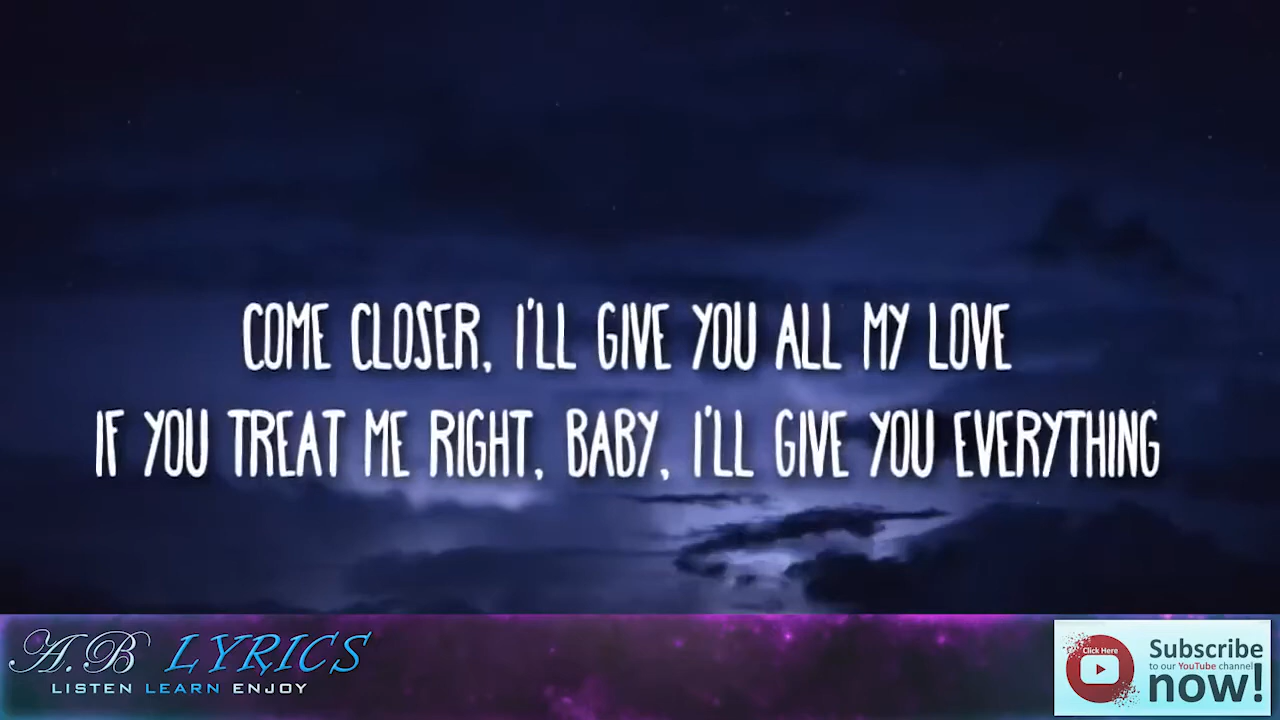 COME CLOSER, I'LL GIVE YOU ALL MY LOVE
IF YOU TREAT ME RIGHT, BABY, I'LL GIVE YOU EVERYTHING
A.B LYRICS
LISTEN LEARN ENJOY
Click Here
Subscribe
to our YouTube channel
now!